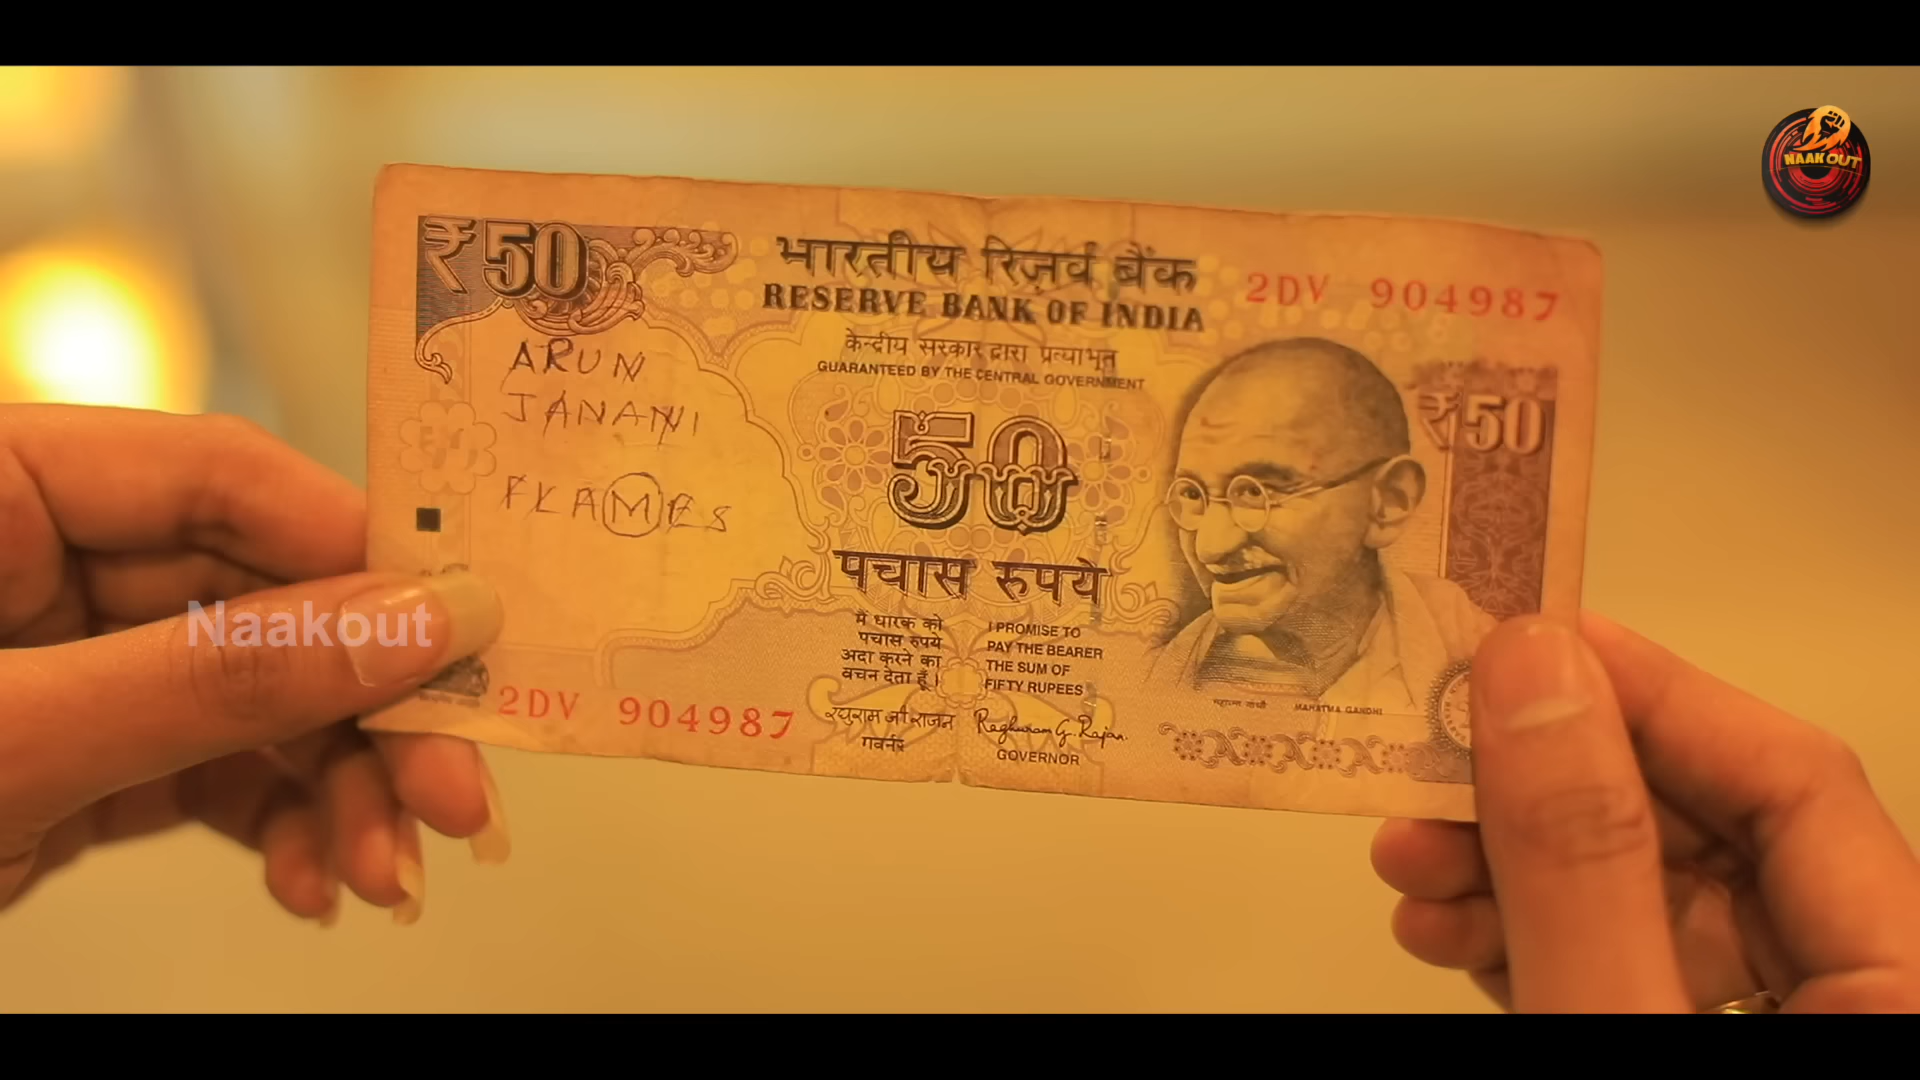 NAAK OUT
₹50
भारतीय रिज़र्व बैंक
RESERVE BANK OF INDIA
2DV 904987
केन्द्रीय सरकार द्वारा प्रत्याभूत
GUARANTEED BY THE CENTRAL GOVERNMENT
ARUN
JANANI
FLAMES
50
₹50
पचास रुपये
Naakout
मैं धारक को
पचास रुपये
अदा करने का
वचन देता हूँ।
I PROMISE TO
PAY THE BEARER
THE SUM OF
FIFTY RUPEES
महात्मा गांधी MAHATMA GANDHI
2DV 904987
रघुराम जी राजन
गवर्नर
Raghuram G. Rajan.
GOVERNOR